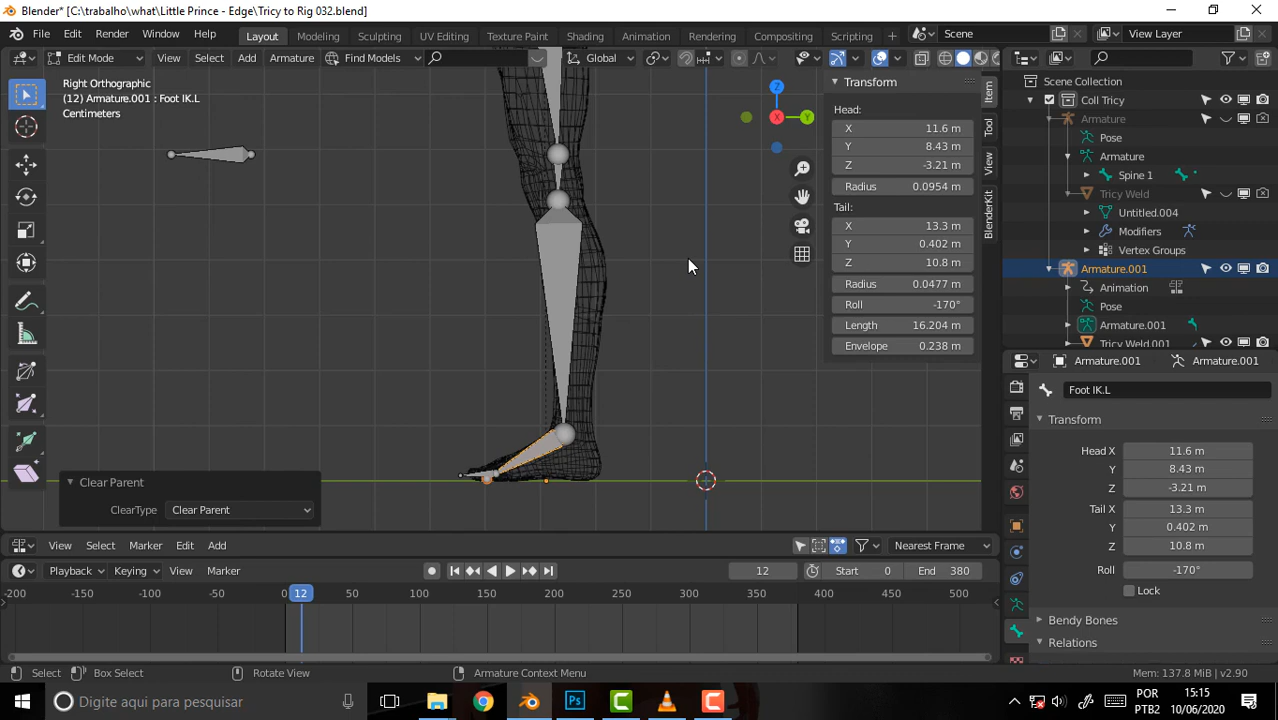 Blender* [C:\trabalho\what\Little Prince - Edge\Tricy to Rig 032.blend]
File Edit Render Window Help Layout Modeling Sculpting UV Editing Texture Paint Shading Animation Rendering Compositing Scripting + Scene View Layer
Edit Mode View Select Add Armature Find Models Global
Right Orthographic
(12) Armature.001 : Foot IK.L
Centimeters
Z
Y
X
Transform
Head:
X 11.6 m
Y 8.43 m
Z -3.21 m
Radius 0.0954 m
Tail:
X 13.3 m
Y 0.402 m
Z 10.8 m
Radius 0.0477 m
Roll -170°
Length 16.204 m
Envelope 0.238 m
Item
Tool
View
BlenderKit
Scene Collection
Coll Tricy
Armature
Pose
Armature
Spine 1
Tricy Weld
Untitled.004
Modifiers
Vertex Groups
Armature.001
Animation
Pose
Armature.001
Tricy Weld.001
Armature.001 Armature.001
Foot IK.L
Transform
Head X 11.6 m
Y 8.43 m
Z -3.21 m
Tail X 13.3 m
Y 0.402 m
Z 10.8 m
Roll -170°
Lock
Bendy Bones
Relations
Clear Parent
ClearType Clear Parent
View Select Marker Edit Add Nearest Frame
Playback Keying View Marker 12 Start 0 End 380
-200 -150 -100 -50 0 12 50 100 150 200 250 300 350 400 450 500
Select Box Select Rotate View Armature Context Menu Mem: 137.8 MiB | v2.90
Digite aqui para pesquisar
POR
PTB2
15:15
10/06/2020